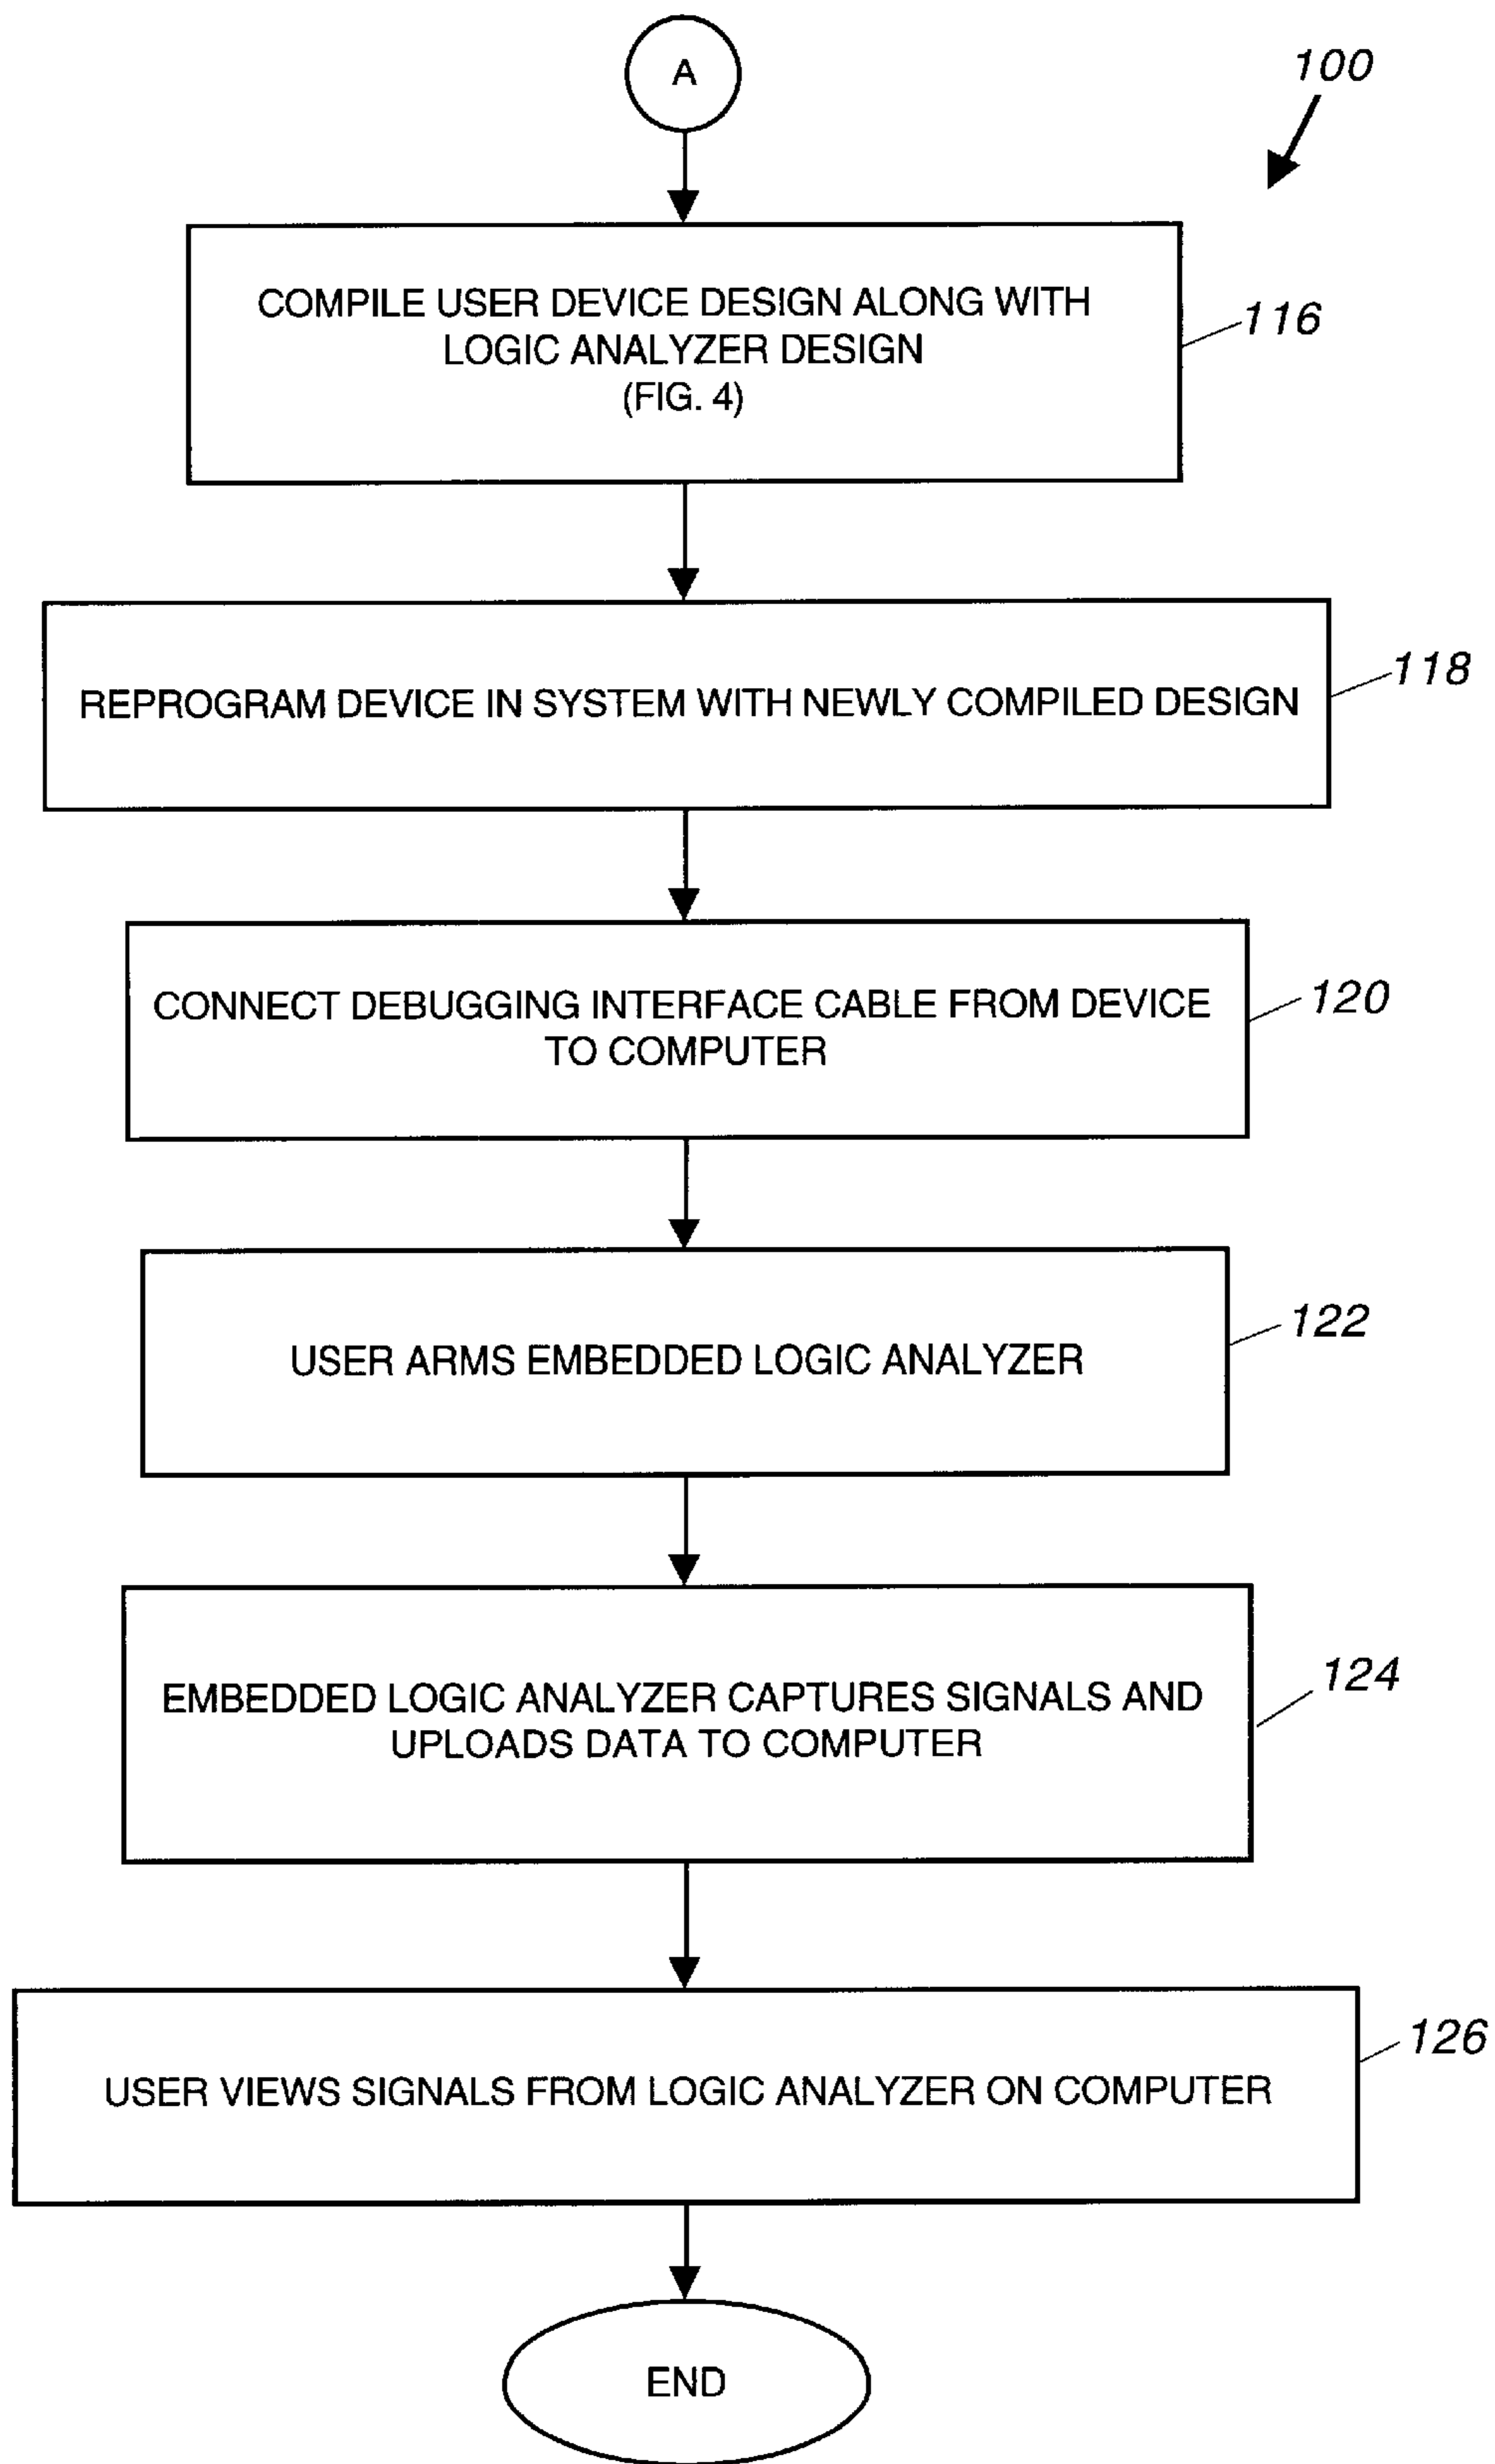 A
100
COMPILE USER DEVICE DESIGN ALONG WITH
LOGIC ANALYZER DESIGN
(FIG. 4)
116
REPROGRAM DEVICE IN SYSTEM WITH NEWLY COMPILED DESIGN
118
CONNECT DEBUGGING INTERFACE CABLE FROM DEVICE
TO COMPUTER
120
USER ARMS EMBEDDED LOGIC ANALYZER
122
EMBEDDED LOGIC ANALYZER CAPTURES SIGNALS AND
UPLOADS DATA TO COMPUTER
124
USER VIEWS SIGNALS FROM LOGIC ANALYZER ON COMPUTER
126
END